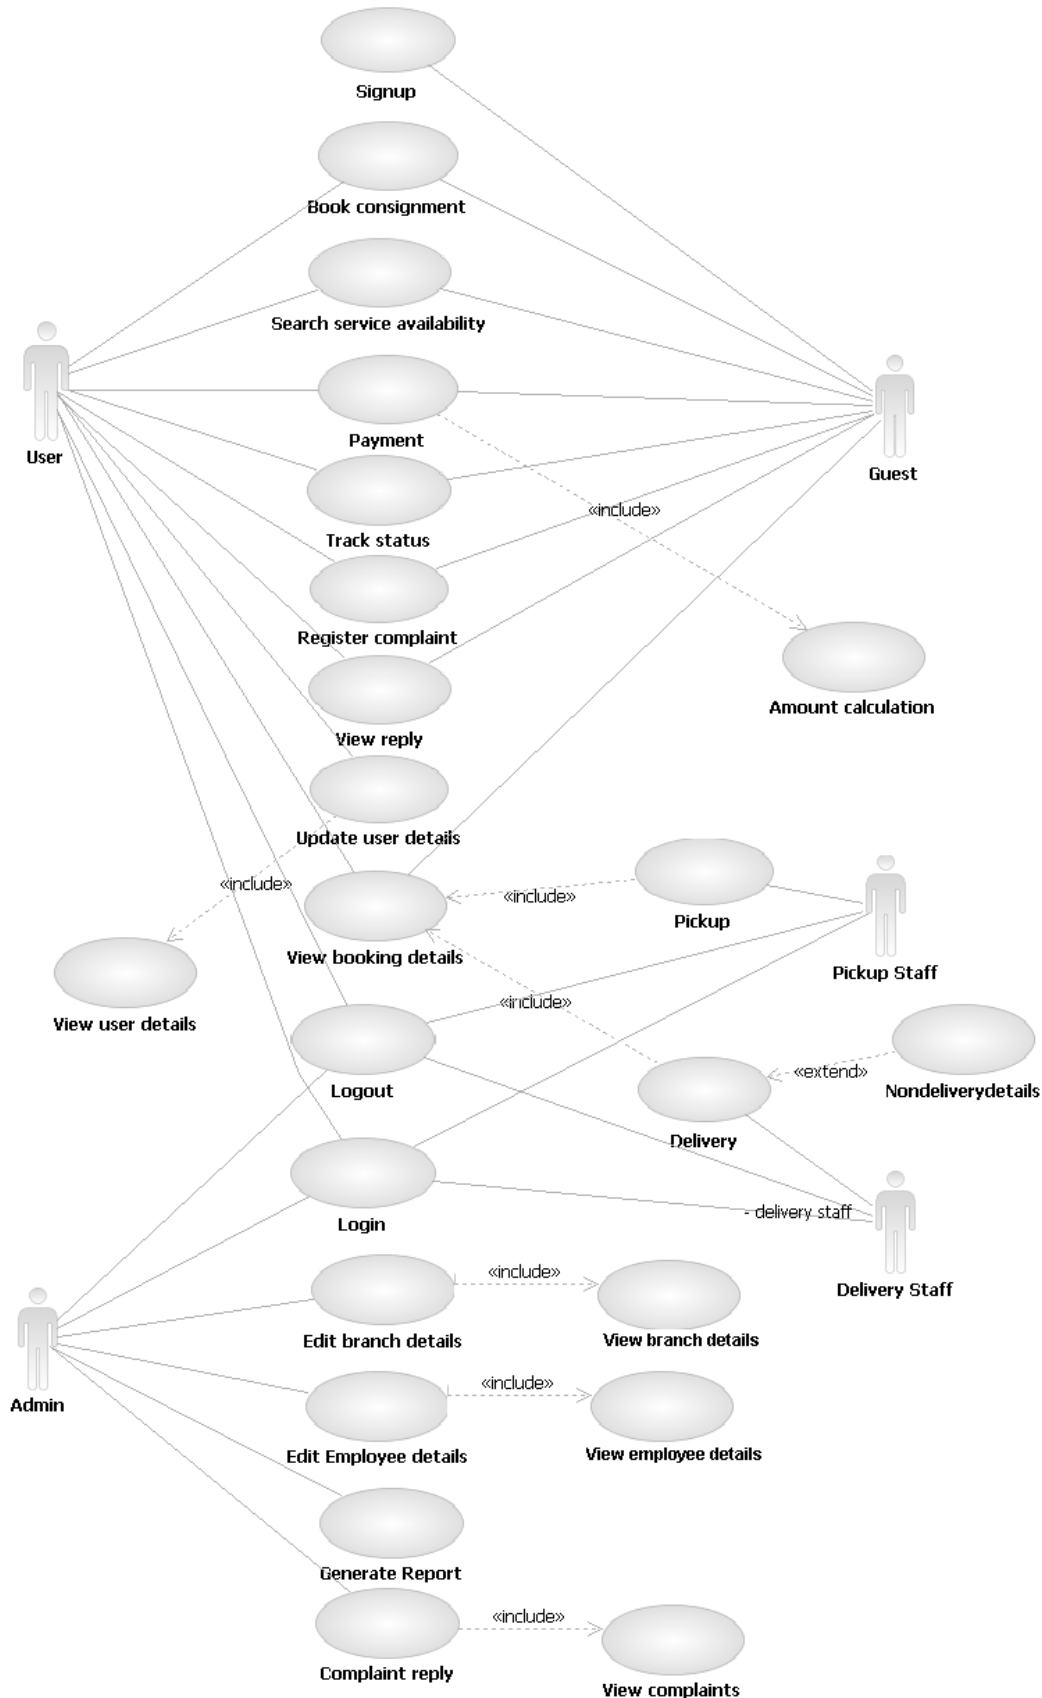 Signup
Book consignment
Search service availability
User
Payment
Guest
«include»
Track status
Register complaint
Amount calculation
View reply
Update user details
«include»
«include»
Pickup
View booking details
Pickup Staff
«include»
View user details
Logout
«extend»
Nondeliverydetails
Delivery
- delivery staff
Login
«include»
Delivery Staff
Edit branch details
View branch details
«include»
Admin
Edit Employee details
View employee details
Generate Report
«include»
Complaint reply
View complaints